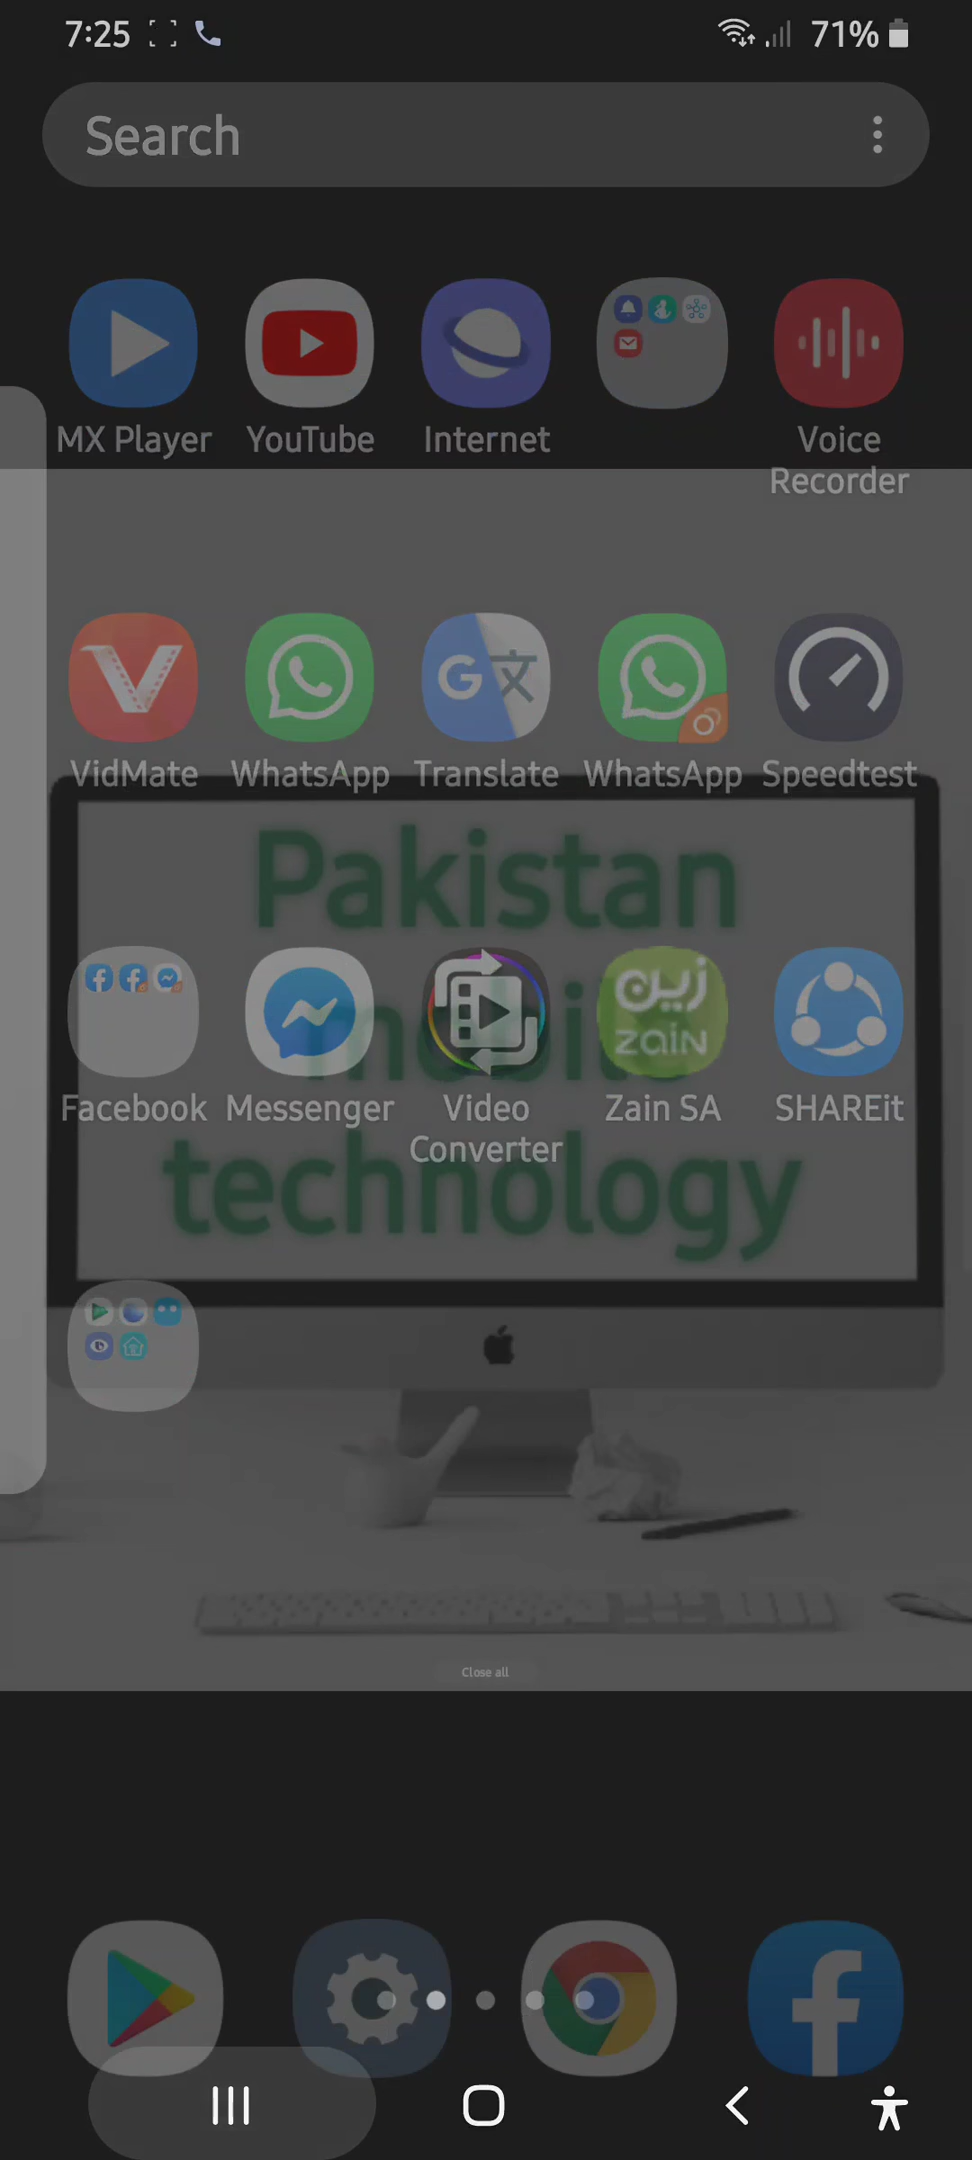 7:25
71%
Search
MX Player
YouTube
Internet
Voice
Recorder
VidMate
WhatsApp
Translate
WhatsApp
Speedtest
Pakistan
mobile
technology
زين
zain
Facebook
Messenger
Video
Converter
Zain SA
SHAREit
Close all